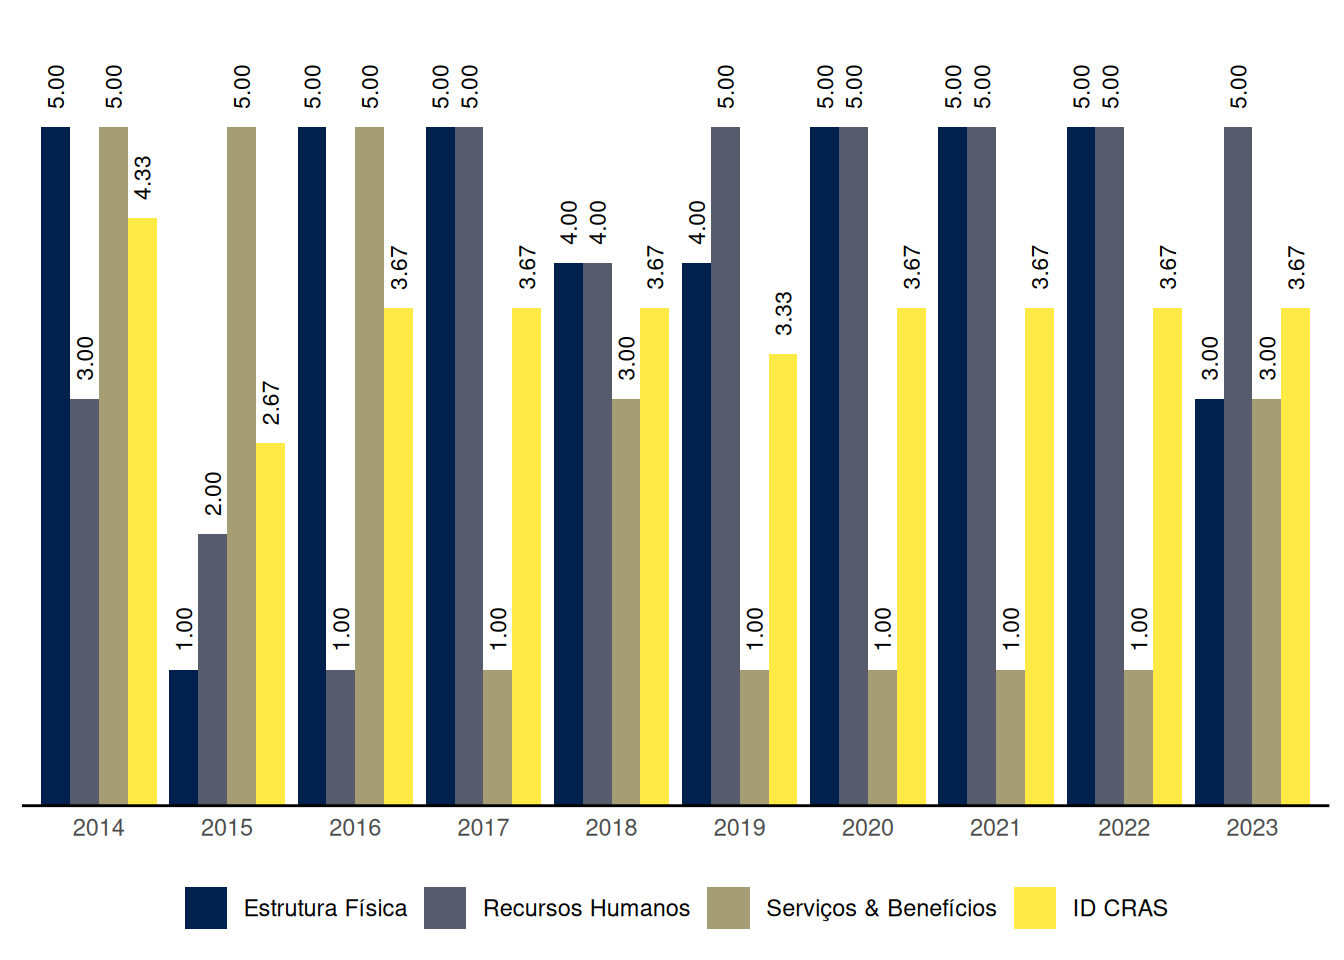 5.00 3.00 5.00 4.33
1.00 2.00 5.00 2.67
5.00 1.00 5.00 3.67
5.00 5.00 1.00 3.67
4.00 4.00 3.00 3.67
4.00 5.00 1.00 3.33
5.00 5.00 1.00 3.67
5.00 5.00 1.00 3.67
5.00 5.00 1.00 3.67
3.00 5.00 3.00 3.67
2014 2015 2016 2017 2018 2019 2020 2021 2022 2023
Estrutura Física Recursos Humanos Serviços & Benefícios ID CRAS